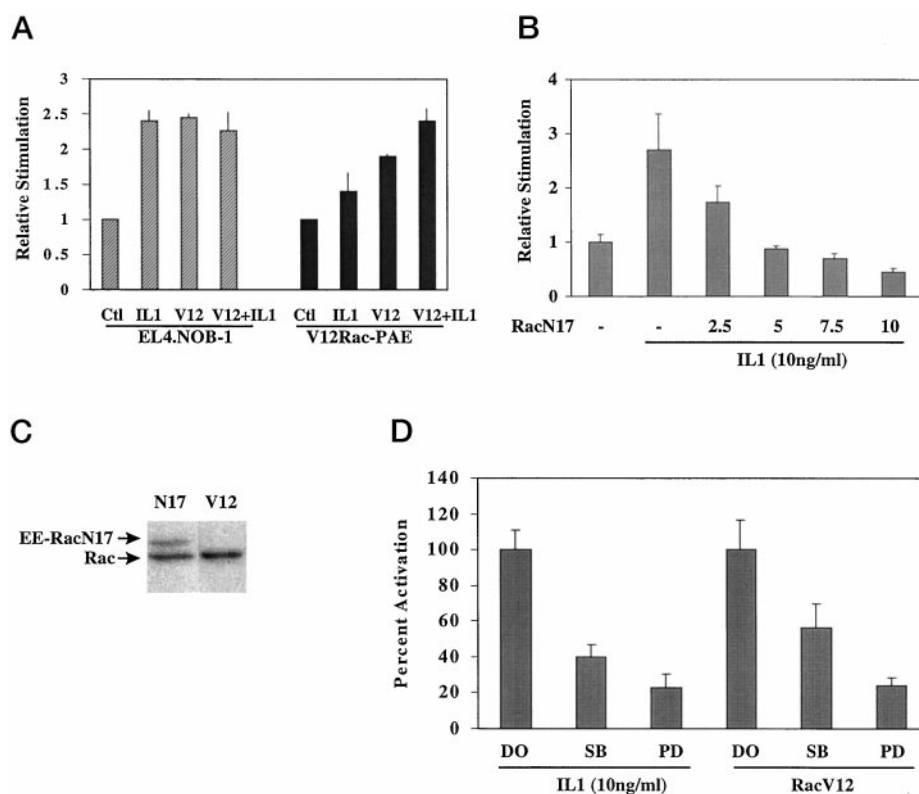 A
3
2.5
2
1.5
1
0.5
0
Relative Stimulation
Ctl IL1 V12 V12+IL1 Ctl IL1 V12 V12+IL1
EL4.NOB-1 V12Rac-PAE
B
4
3
2
1
0
Relative Stimulation
RacN17 - - 2.5 5 7.5 10
IL1 (10ng/ml)
C
N17 V12
EE-RacN17
Rac
D
140
120
100
80
60
40
20
0
Percent Activation
DO SB PD DO SB PD
IL1 (10ng/ml) RacV12